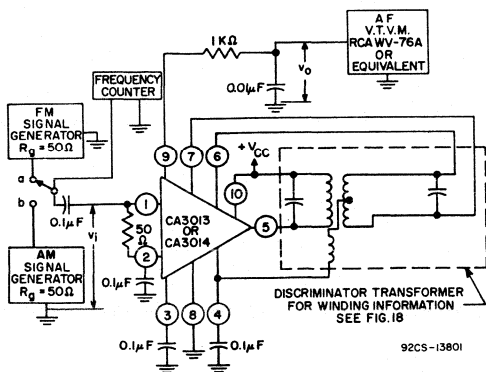 AF
V.T.V.M.
RCA WV-76A
OR
EQUIVALENT
1KΩ
0.01μF
v₀
FREQUENCY
COUNTER
FM
SIGNAL
GENERATOR
Rg = 50Ω
a
b
0.1μF
vi
AM
SIGNAL
GENERATOR
Rg = 50Ω
9
7
6
+VCC
10
1
50
Ω
2
CA3013
OR
CA3014
5
0.1μF
3
8
4
0.1μF
0.1μF
DISCRIMINATOR TRANSFORMER
FOR WINDING INFORMATION
SEE FIG.18
92CS-13801